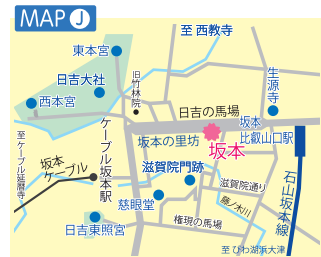 MAP J
至 西教寺
東本宮
日吉大社
旧竹林院
生源寺
西本宮
日吉の馬場
坂本
比叡山口駅
至 ケーブル延暦寺
ケーブル坂本駅
坂本の里坊
坂本
坂本
ケーブル
滋賀院門跡
滋賀院通り
石山坂本線
慈眼堂
藤ノ木川
日吉東照宮
権現の馬場
至 びわ湖浜大津